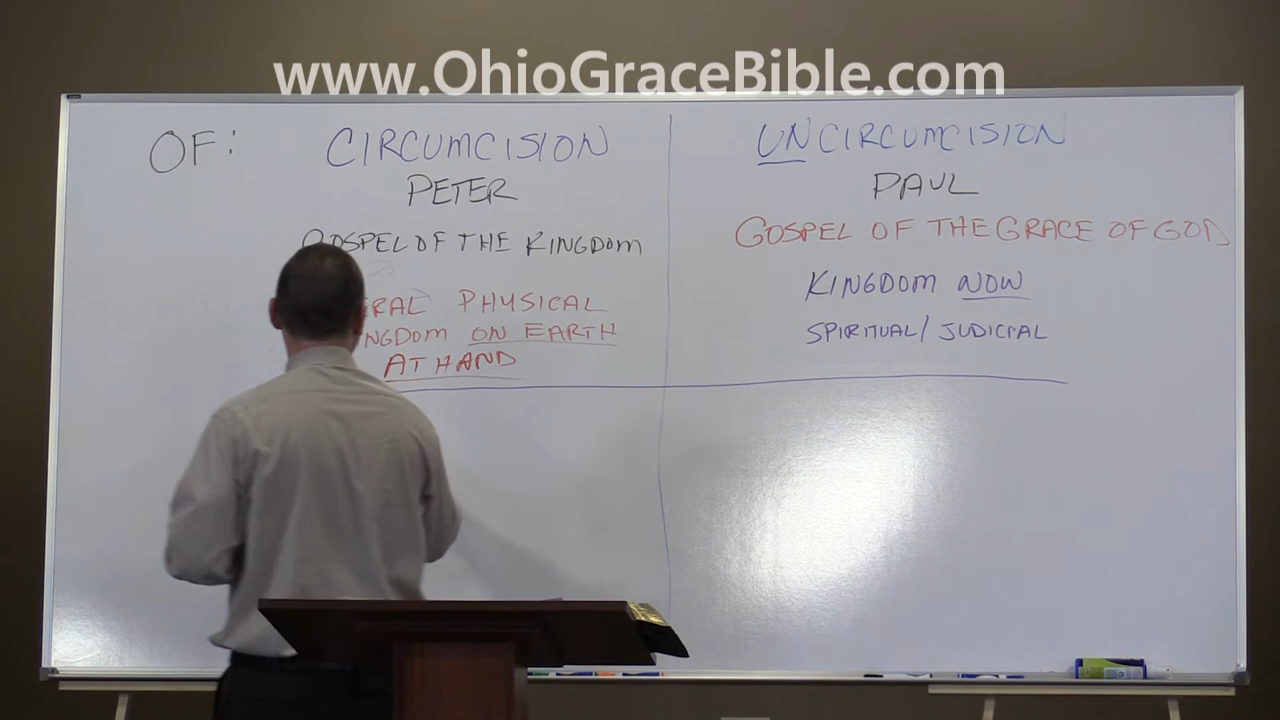 www.OhioGraceBible.com
OF: CIRCUMCISION
PETER
GOSPEL OF THE KINGDOM
PHYSICAL
ON EARTH
AT HAND
UNCIRCUMCISION
PAUL
GOSPEL OF THE GRACE OF GOD
KINGDOM NOW
SPIRITUAL/JUDICIAL